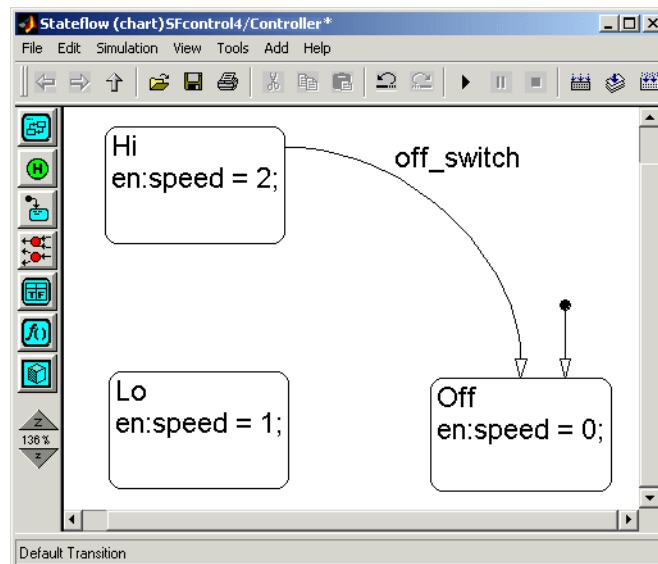 Stateflow (chart)SFcontrol4/Controller*
File Edit Simulation View Tools Add Help
Hi
en:speed = 2;
off_switch
Lo
en:speed = 1;
Off
en:speed = 0;
H
TF
f()
Z
136%
z
Default Transition